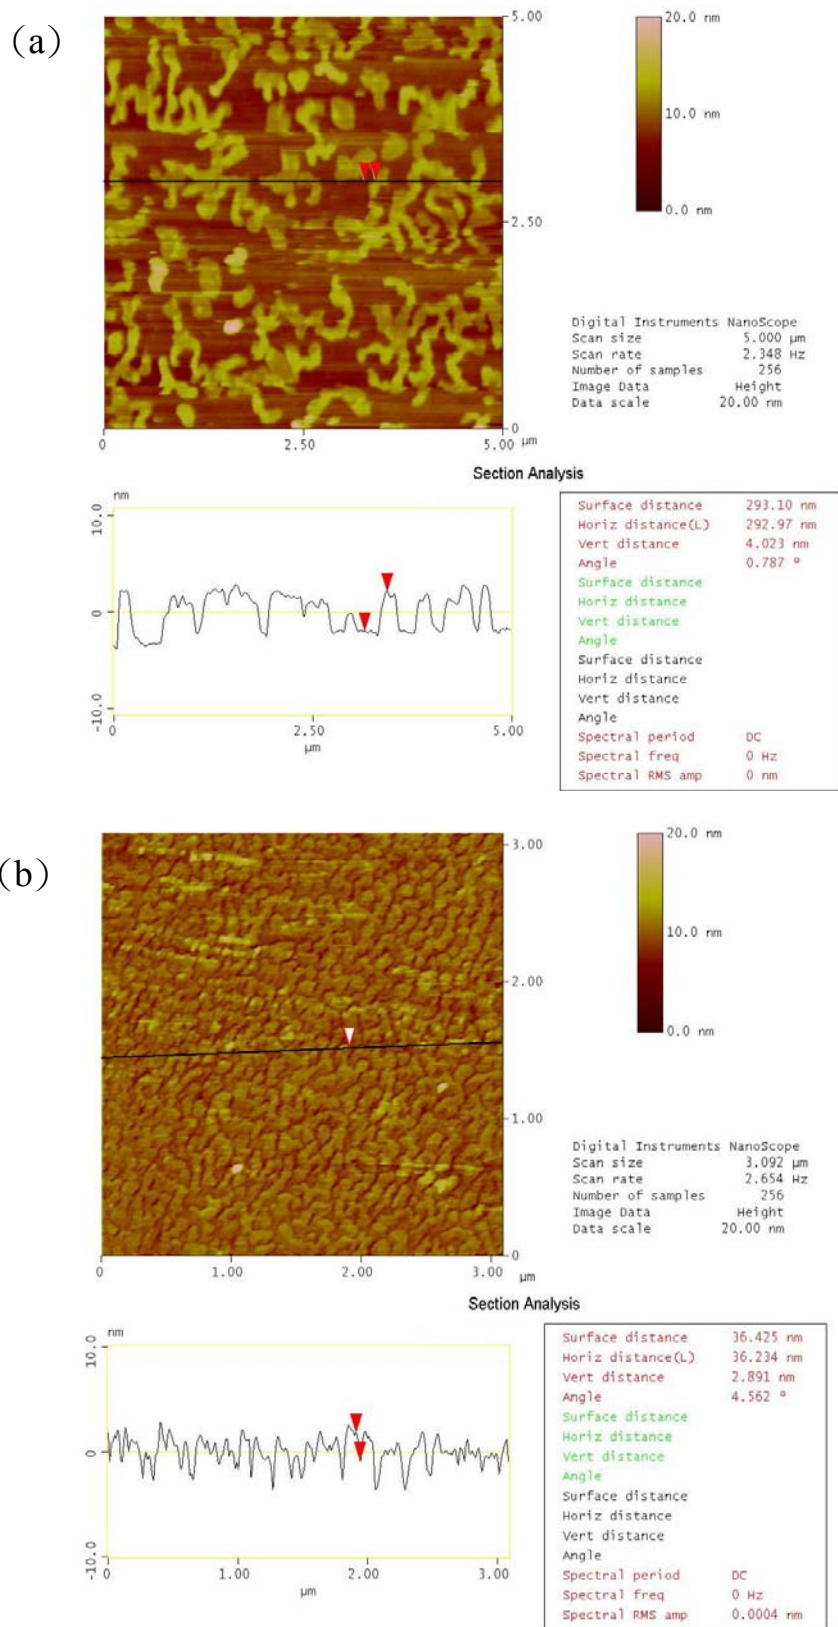 (a)
5.00
2.50
0
0
2.50
5.00
μm
20.0 nm
10.0 nm
0.0 nm
Digital Instruments NanoScope
Scan size 5.000 μm
Scan rate 2.348 Hz
Number of samples 256
Image Data Height
Data scale 20.00 nm
Section Analysis
nm
10.0
0
-10.0
0
2.50
5.00
μm
Surface distance 293.10 nm
Horiz distance(L) 292.97 nm
Vert distance 4.023 nm
Angle 0.787 º
Surface distance
Horiz distance
Vert distance
Angle
Surface distance
Horiz distance
Vert distance
Angle
Spectral period DC
Spectral freq 0 Hz
Spectral RMS amp 0 nm
(b)
3.00
2.00
1.00
0
0
1.00
2.00
3.00
μm
20.0 nm
10.0 nm
0.0 nm
Digital Instruments NanoScope
Scan size 3.092 μm
Scan rate 2.654 Hz
Number of samples 256
Image Data Height
Data scale 20.00 nm
Section Analysis
nm
10.0
0
-10.0
0
1.00
2.00
3.00
μm
Surface distance 36.425 nm
Horiz distance(L) 36.234 nm
Vert distance 2.891 nm
Angle 4.562 º
Surface distance
Horiz distance
Vert distance
Angle
Surface distance
Horiz distance
Vert distance
Angle
Spectral period DC
Spectral freq 0 Hz
Spectral RMS amp 0.0004 nm